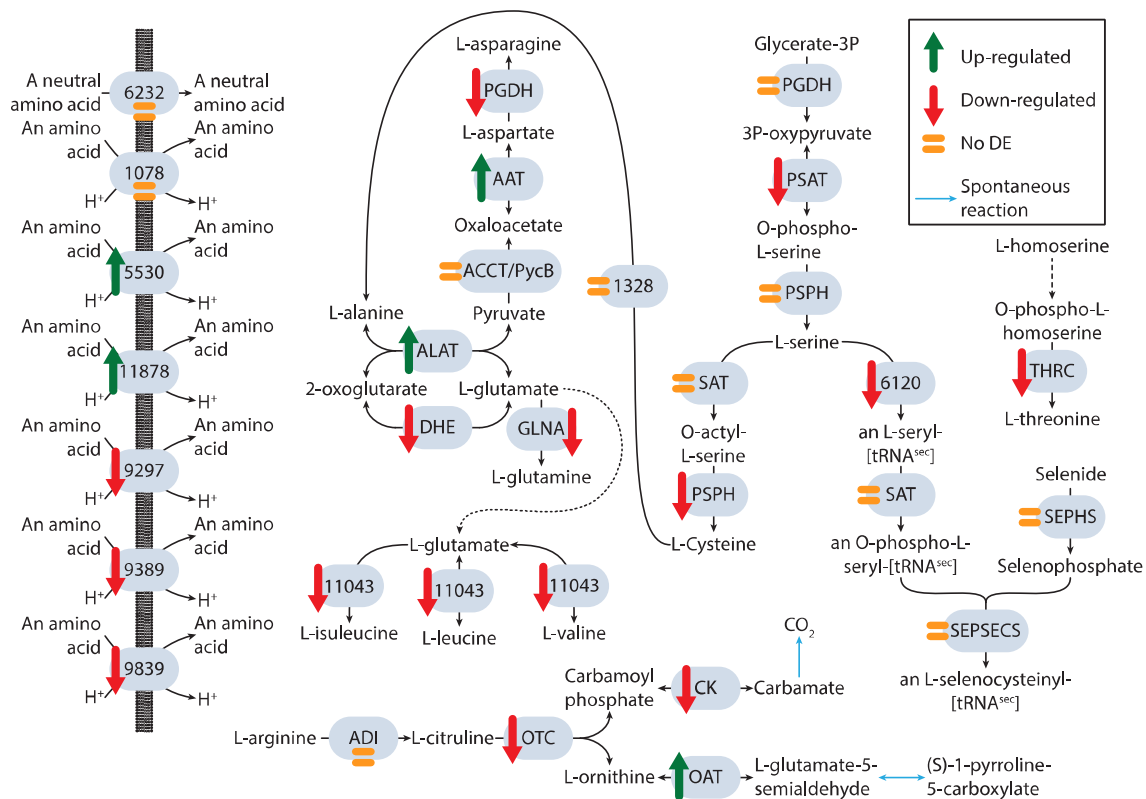 A neutral
amino acid
6232
A neutral
amino acid
An amino
acid
1078
An amino
acid
H+
H+
An amino
acid
5530
An amino
acid
H+
H+
An amino
acid
11878
An amino
acid
H+
H+
An amino
acid
9297
An amino
acid
H+
H+
An amino
acid
9389
An amino
acid
H+
H+
An amino
acid
9839
An amino
acid
H+
H+
L-asparagine
PGDH
L-aspartate
AAT
Oxaloacetate
ACCT/PycB
L-alanine
Pyruvate
ALAT
2-oxoglutarate
L-glutamate
DHE
GLNA
L-glutamine
L-glutamate
11043
11043
11043
L-isuleucine
L-leucine
L-valine
1328
Glycerate-3P
PGDH
3P-oxypyruvate
PSAT
O-phospho-
L-serine
PSPH
L-serine
SAT
6120
O-actyl-
L-serine
an L-seryl-
[tRNAsec]
PSPH
SAT
L-Cysteine
an O-phospho-L-
seryl-[tRNAsec]
Selenide
SEPHS
Selenophosphate
SEPSECS
an L-selenocysteinyl-
[tRNAsec]
L-homoserine
O-phospho-L-
homoserine
THRC
L-threonine
Up-regulated
Down-regulated
No DE
Spontaneous
reaction
CO2
Carbamoyl
phosphate
CK
Carbamate
L-arginine
ADI
L-citruline
OTC
L-ornithine
OAT
L-glutamate-5-
semialdehyde
(S)-1-pyrroline-
5-carboxylate